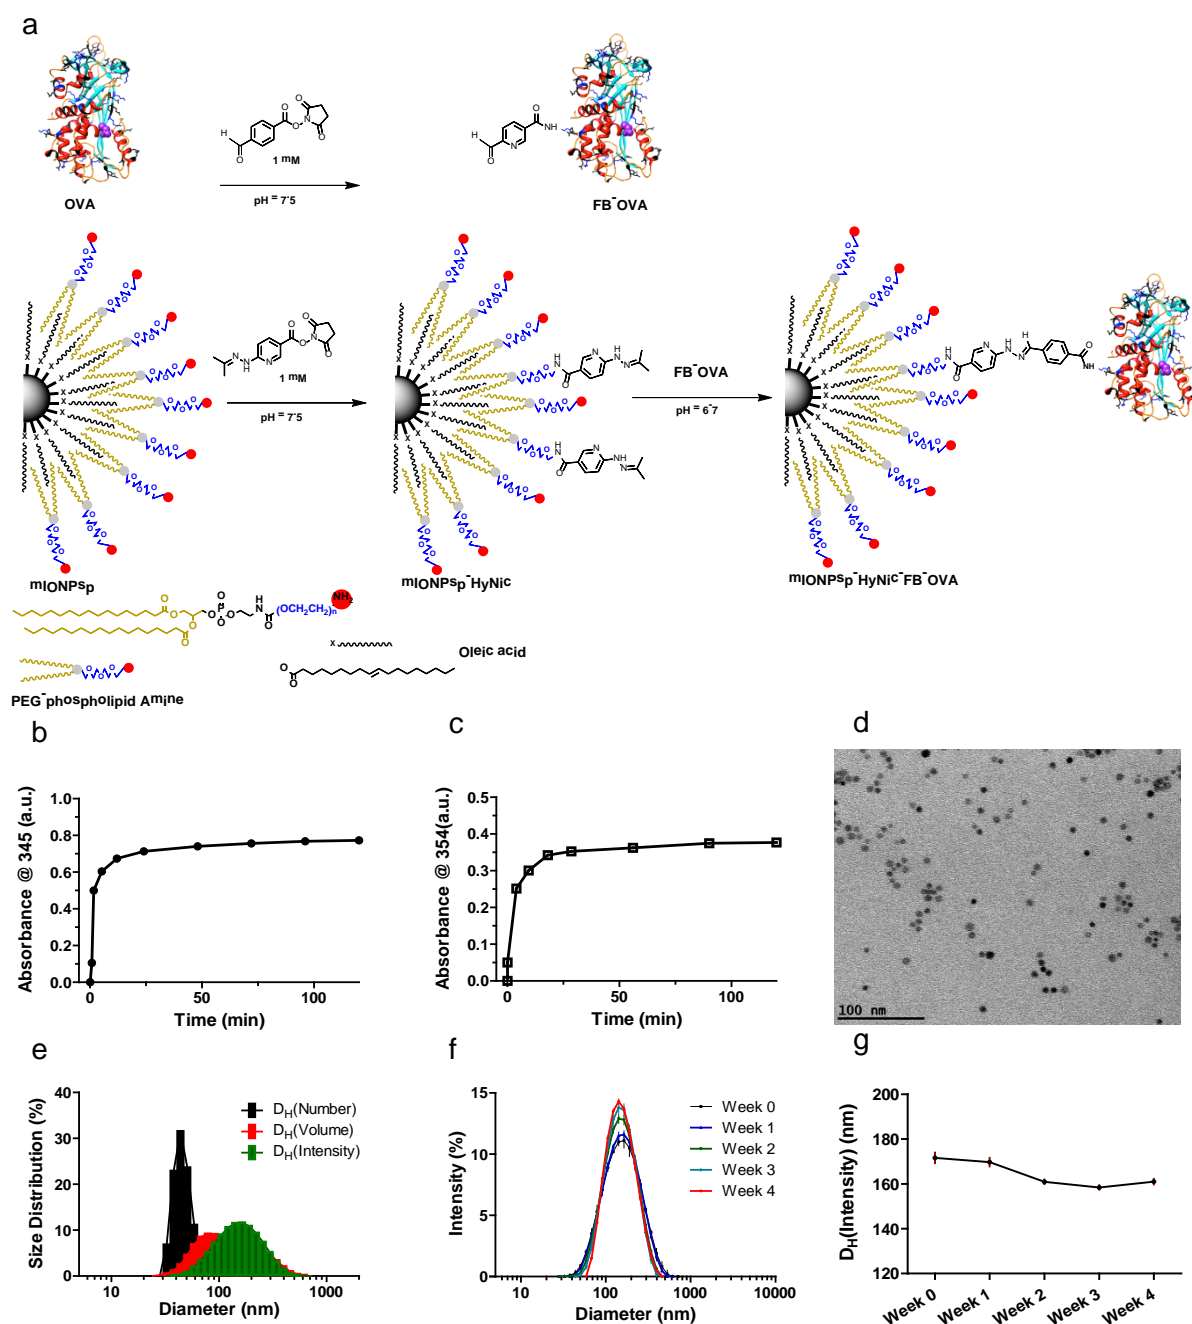 a
H
O
O
O
N
O
O
1 mM
pH = 7.5
OVA
H
O
N
O
NH
FB-OVA
N
N
H
N
O
O
N
O
O
1 mM
pH = 7.5
HN
O
N
H
N
N
HN
O
N
NH
N
FB-OVA
pH = 6-7
HN
O
N
H
N
N
H
O
NH
mIONPsp
mIONPsp-HyNic
mIONPsp-HyNic-FB-OVA
O
O
O
O
O
P
O
O
O
H
N
O
(OCH2CH2)n
NH2
x
Oleic acid
O
O
PEG-phospholipid Amine
b
Absorbance @ 345 (a.u.)
1.0
0.8
0.6
0.4
0.2
0.0
0 50 100
Time (min)
c
Absorbance @ 354(a.u.)
0.5
0.4
0.3
0.2
0.1
0.0
0 50 100
Time (min)
d
100 nm
e
Size Distribution (%)
40
30
20
10
0
10 100 1000
Diameter (nm)
DH(Number)
DH(Volume)
DH(Intensity)
f
Intensity (%)
15
10
5
0
10 100 1000 10000
Diameter (nm)
Week 0
Week 1
Week 2
Week 3
Week 4
g
DH(Intensity) (nm)
200
180
160
140
120
Week 0
Week 1
Week 2
Week 3
Week 4